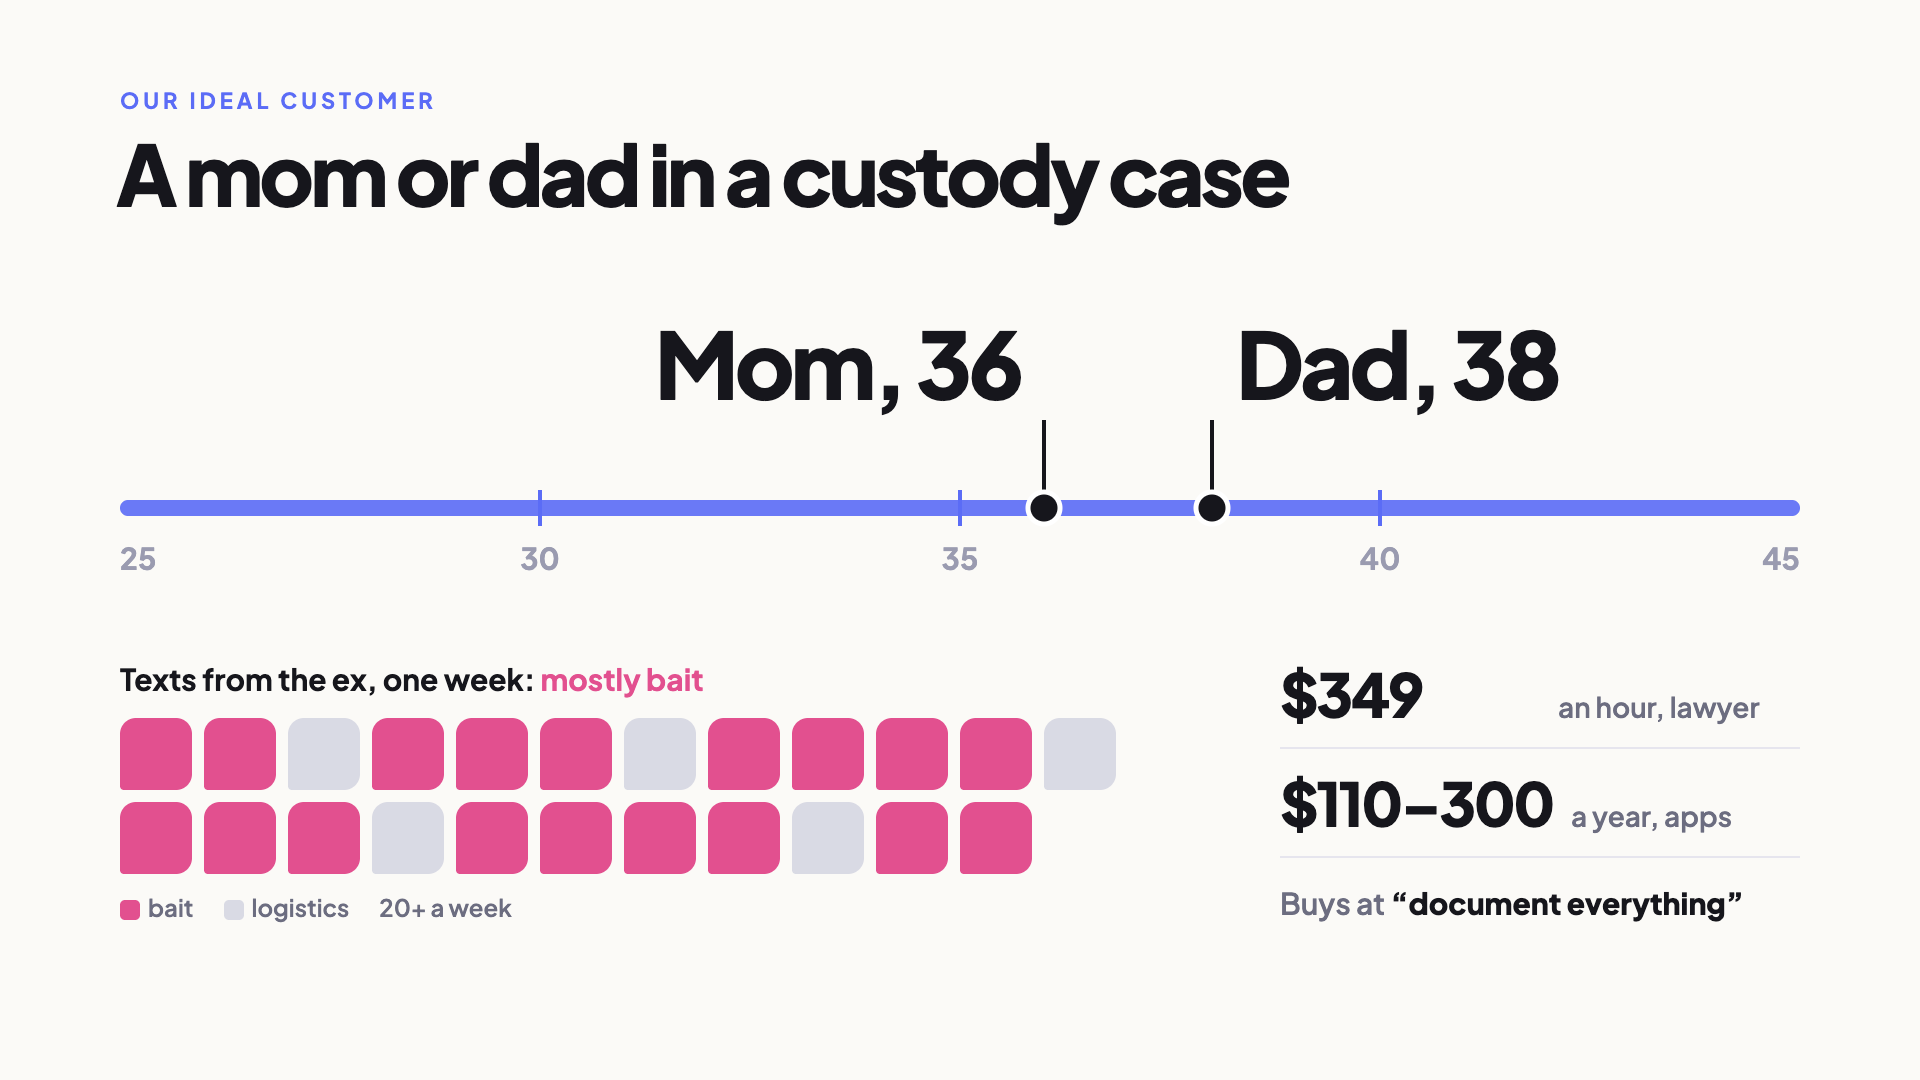 OUR IDEAL CUSTOMER
A mom or dad in a custody case
Mom, 36
Dad, 38
25 30 35 40 45
Texts from the ex, one week: mostly bait
bait logistics 20+ a week
$349 an hour, lawyer
$110–300 a year, apps
Buys at “document everything”